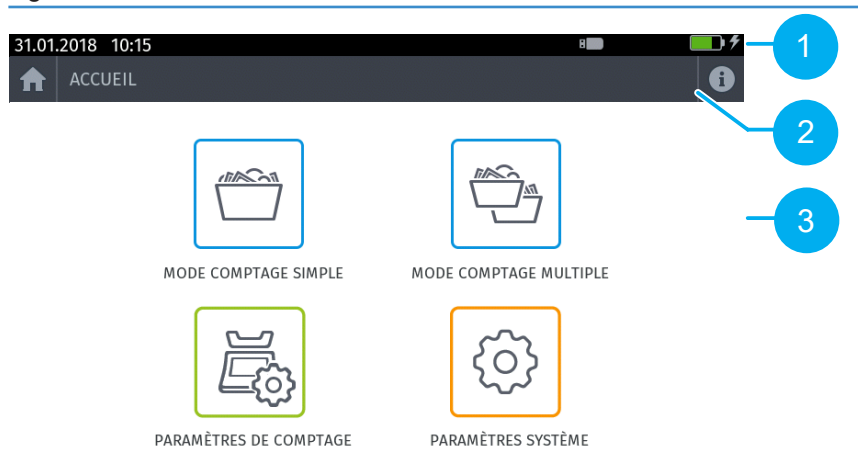 31.01.2018 10:15
1
ACCUEIL
2
3
MODE COMPTAGE SIMPLE
MODE COMPTAGE MULTIPLE
PARAMÈTRES DE COMPTAGE
PARAMÈTRES SYSTÈME